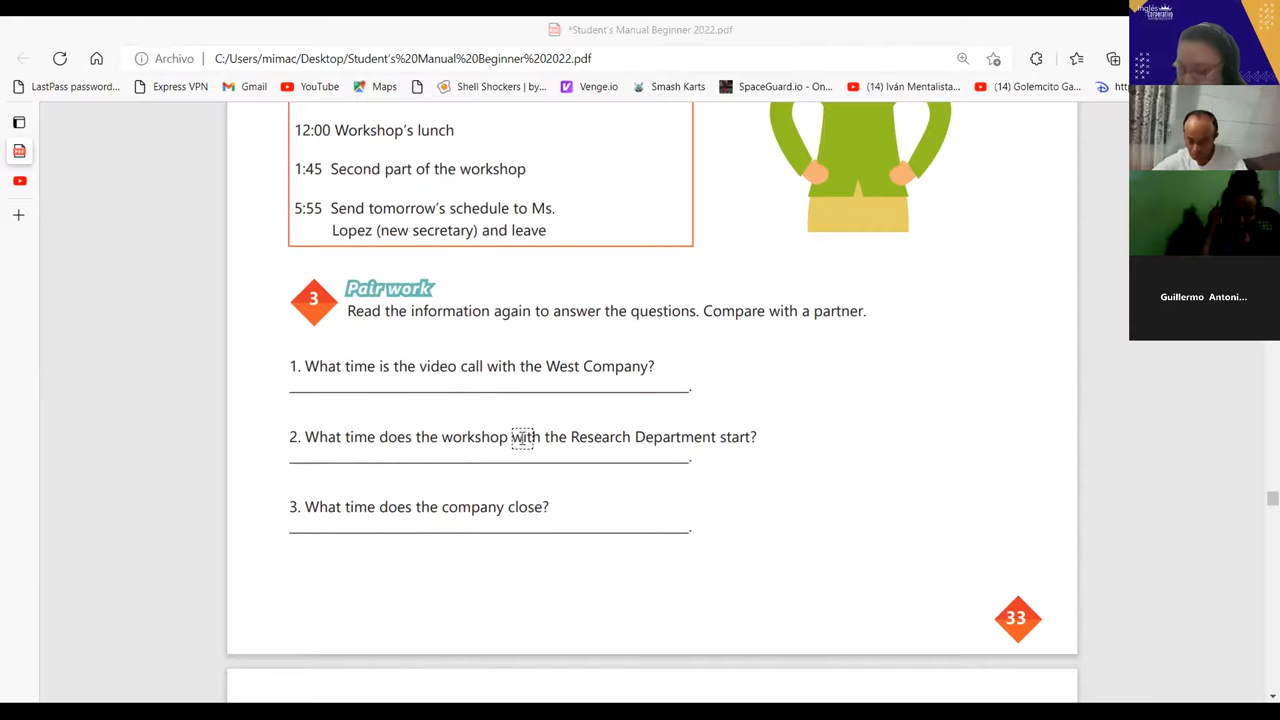 *Student's Manual Beginner 2022.pdf
Archivo
C:/Users/mimac/Desktop/Student's%20Manual%20Beginner%202022.pdf
LastPass password...
Express VPN
Gmail
YouTube
Maps
Shell Shockers | by...
Venge.io
Smash Karts
SpaceGuard.io - On...
(14) Iván Mentalista...
(14) Golemcito Ga...
Inglés
Corporativo
12:00 Workshop's lunch
1:45 Second part of the workshop
5:55 Send tomorrow's schedule to Ms.
Lopez (new secretary) and leave
3
Pair work
Read the information again to answer the questions. Compare with a partner.
1. What time is the video call with the West Company?
2. What time does the workshop with the Research Department start?
3. What time does the company close?
33
Guillermo Antoni...